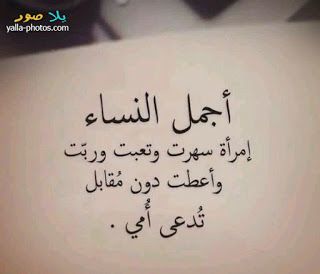 يلا صور
yalla-photos.com
أجمل النساء
إمرأة سهرت وتعبت وربّت
وأعطت دون مُقابل
تُدعى أُمي .